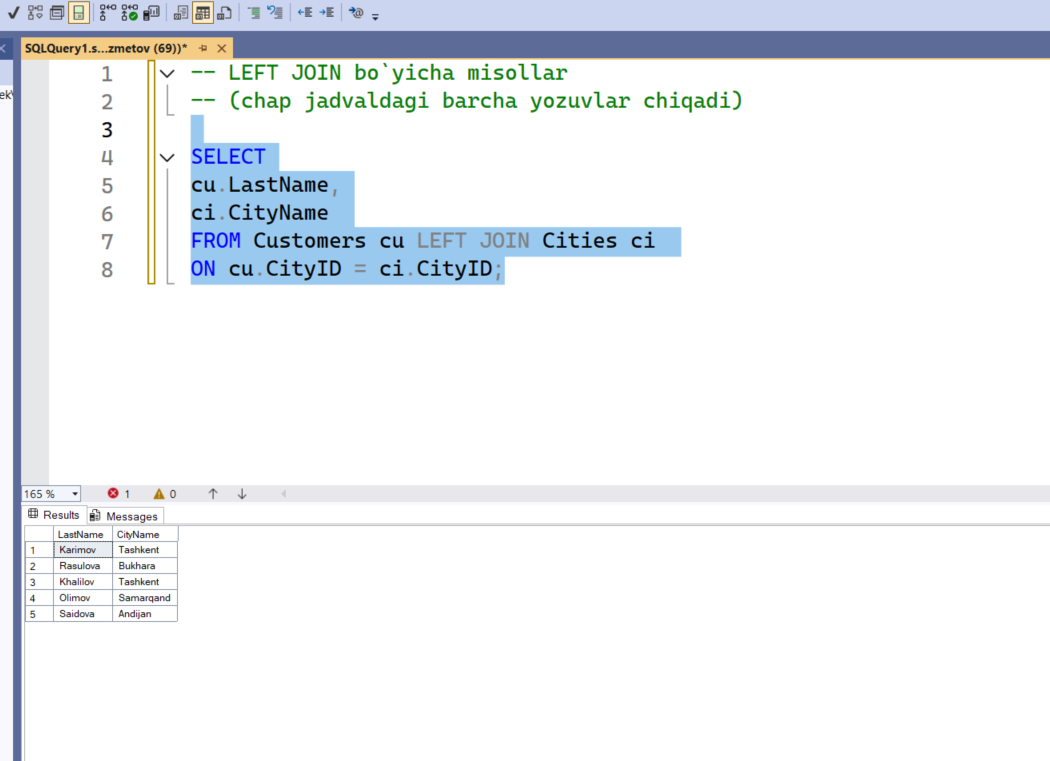 SQLQuery1.s...zmetov (69))*
1 -- LEFT JOIN bo`yicha misollar
2 -- (chap jadvaldagi barcha yozuvlar chiqadi)
3
4 SELECT
5 cu.LastName,
6 ci.CityName
7 FROM Customers cu LEFT JOIN Cities ci
8 ON cu.CityID = ci.CityID;
165 % 1 0
Results Messages
LastName CityName
1 Karimov Tashkent
2 Rasulova Bukhara
3 Khalilov Tashkent
4 Olimov Samarqand
5 Saidova Andijan